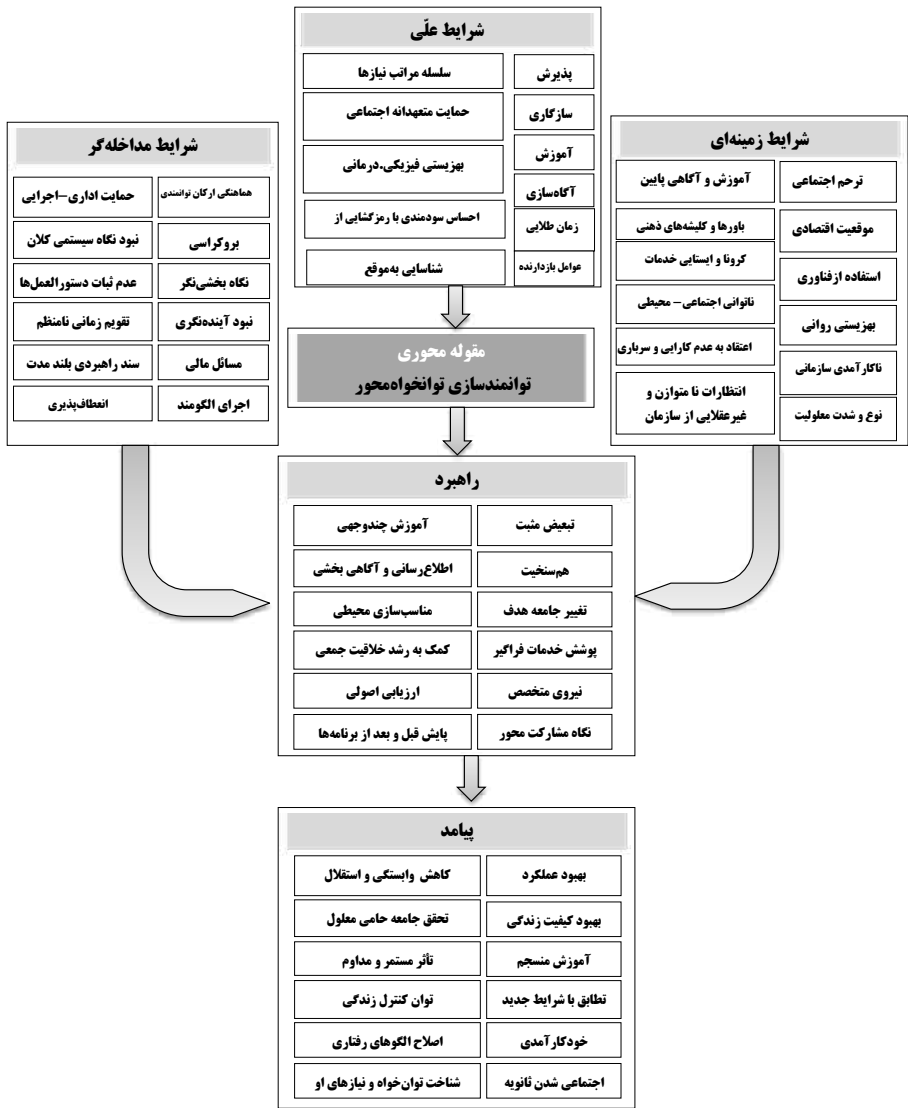 شرایط علّی
پذیرش
سلسله مراتب نیازها
سازگاری
حمایت متعهدانه اجتماعی
آموزش
بهزیستی فیزیکی.درمانی
آگاه‌سازی
احساس سودمندی با رمزگشایی از
زمان طلایی
عوامل بازدارنده
شناسایی به‌موقع
شرایط زمینه‌ای
ترحم اجتماعی
آموزش و آگاهی پایین
موقعیت اقتصادی
باورها و کلیشه‌های ذهنی
استفاده ازفناوری
کرونا و ایستایی خدمات
بهزیستی روانی
ناتوانی اجتماعی – محیطی
ناکارآمدی سازمانی
اعتقاد به عدم کارایی و سرباری
نوع و شدت معلولیت
انتظارات نا متوازن و
غیرعقلایی از سازمان
شرایط مداخله‌گر
هماهنگی ارکان توانمندی
حمایت اداری–اجرایی
بروکراسی
نبود نگاه سیستمی کلان
نگاه بخشی‌نگر
عدم ثبات دستورالعمل‌ها
نبود آینده‌نگری
تقویم زمانی نامنظم
مسائل مالی
سند راهبردی بلند مدت
اجرای الگومند
انعطاف‌پذیری
مقوله محوری
توانمندسازی توانخواه‌محور
راهبرد
تبعیض مثبت
آموزش چندوجهی
هم‌سنخیت
اطلاع‌رسانی و آگاهی بخشی
تغییر جامعه هدف
مناسب‌سازی محیطی
پوشش خدمات فراگیر
کمک به رشد خلاقیت جمعی
نیروی متخصص
ارزیابی اصولی
نگاه مشارکت محور
پایش قبل و بعد از برنامه‌ها
پیامد
بهبود عملکرد
کاهش وابستگی و استقلال
بهبود کیفیت زندگی
تحقق جامعه حامی معلول
آموزش منسجم
تأثر مستمر و مداوم
تطابق با شرایط جدید
توان کنترل زندگی
خودکارآمدی
اصلاح الگوهای رفتاری
اجتماعی شدن ثانویه
شناخت توان‌خواه و نیازهای او